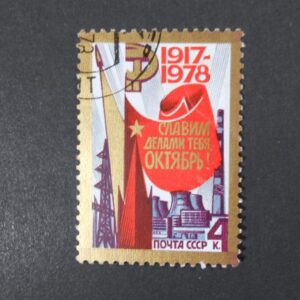 1917-
1978
СЛАВИМ
ДЕЛАМИ ТЕБЯ,
ОКТЯБРЬ!
ПОЧТА СССР К. 4